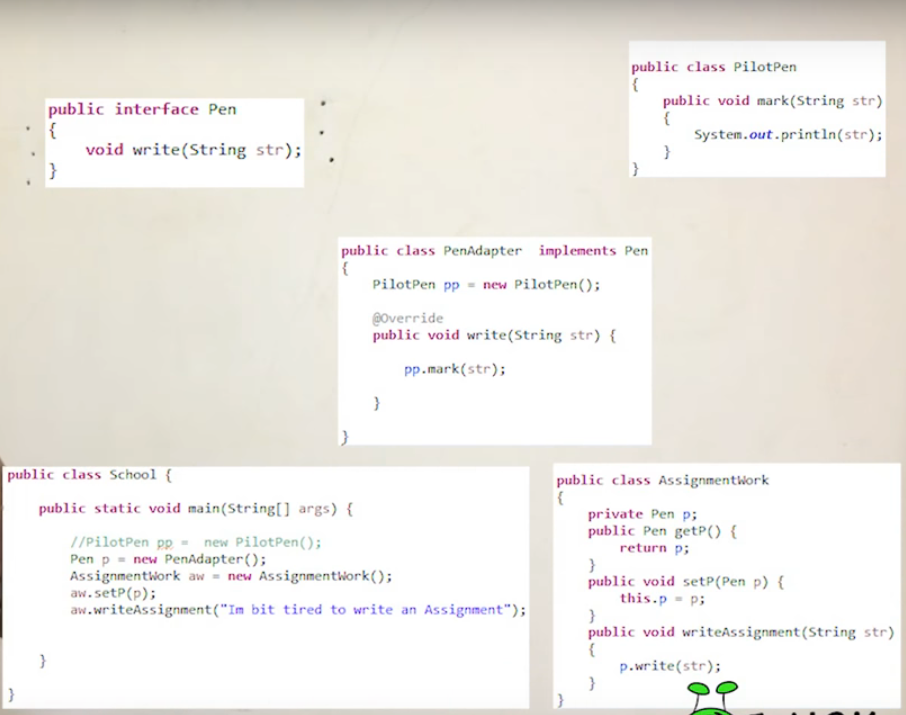 public interface Pen
{
void write(String str);
}
public class PilotPen
{
public void mark(String str)
{
System.out.println(str);
}
}
public class PenAdapter implements Pen
{
PilotPen pp = new PilotPen();
@Override
public void write(String str) {
pp.mark(str);
}
}
public class School {
public static void main(String[] args) {
//PilotPen pp = new PilotPen();
Pen p = new PenAdapter();
AssignmentWork aw = new AssignmentWork();
aw.setP(p);
aw.writeAssignment("Im bit tired to write an Assignment");
}
}
public class AssignmentWork
{
private Pen p;
public Pen getP() {
return p;
}
public void setP(Pen p) {
this.p = p;
}
public void writeAssignment(String str)
{
p.write(str);
}
}